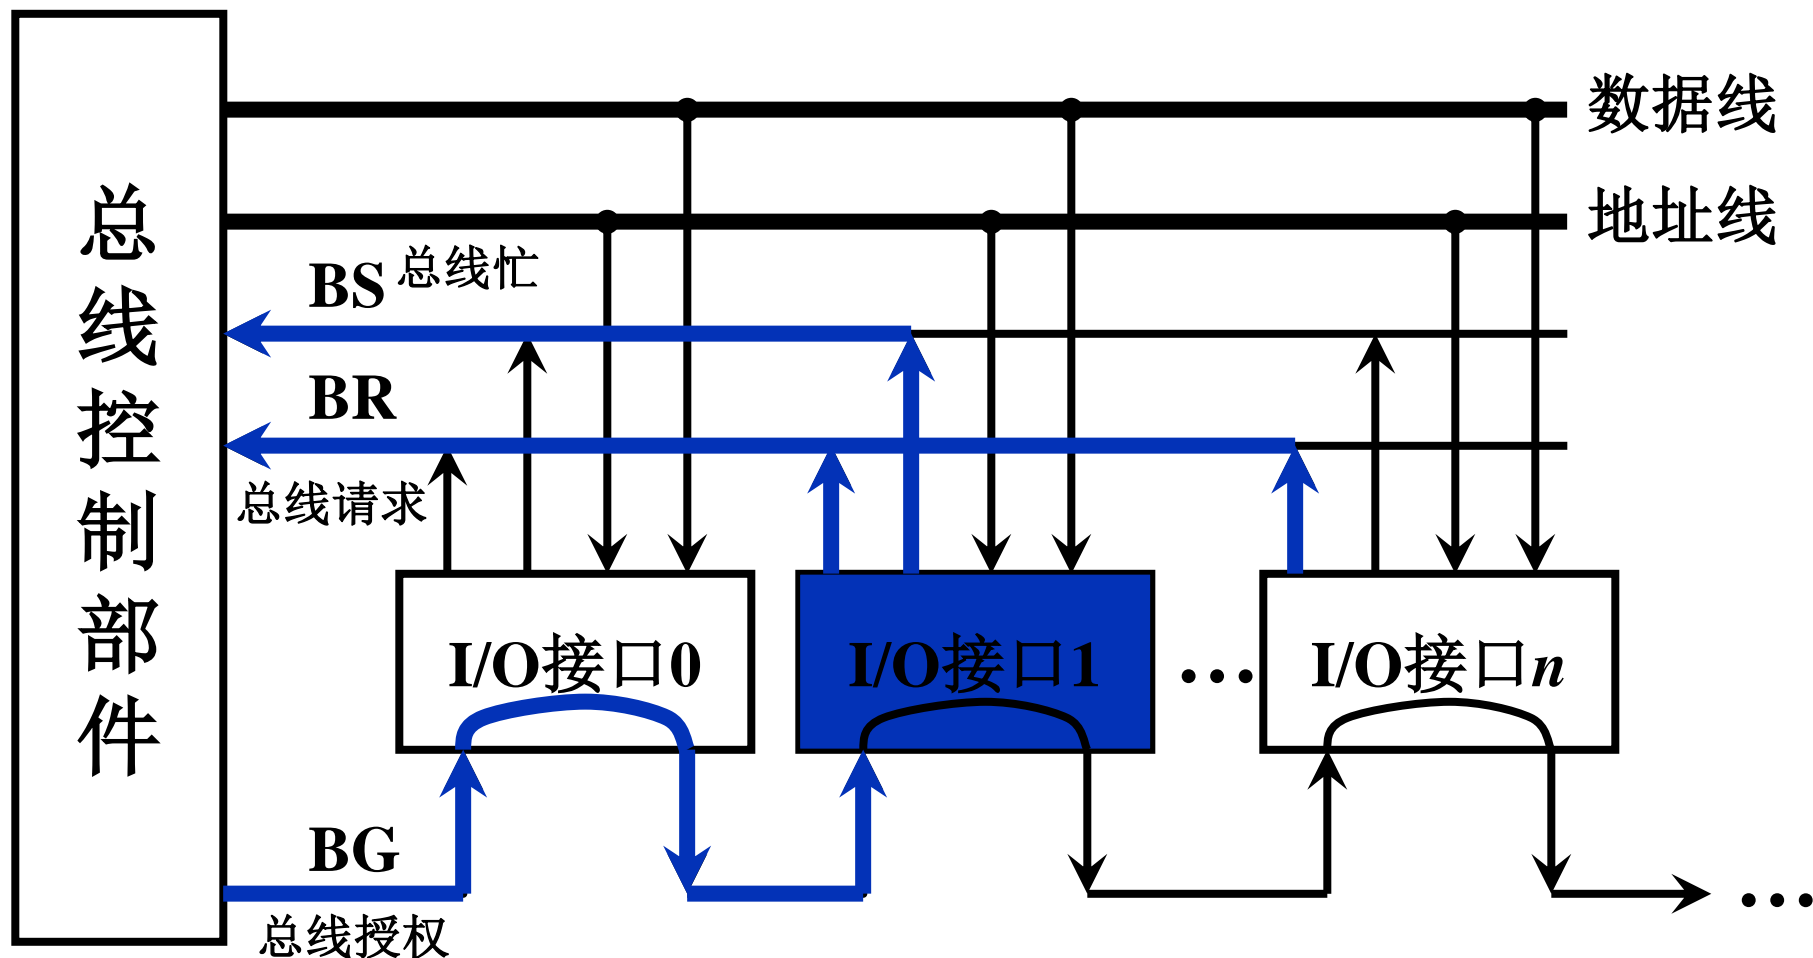 总线控制部件
数据线
地址线
BS 总线忙
BR
总线请求
I/O接口0
I/O接口1
...
I/O接口n
BG
总线授权
...